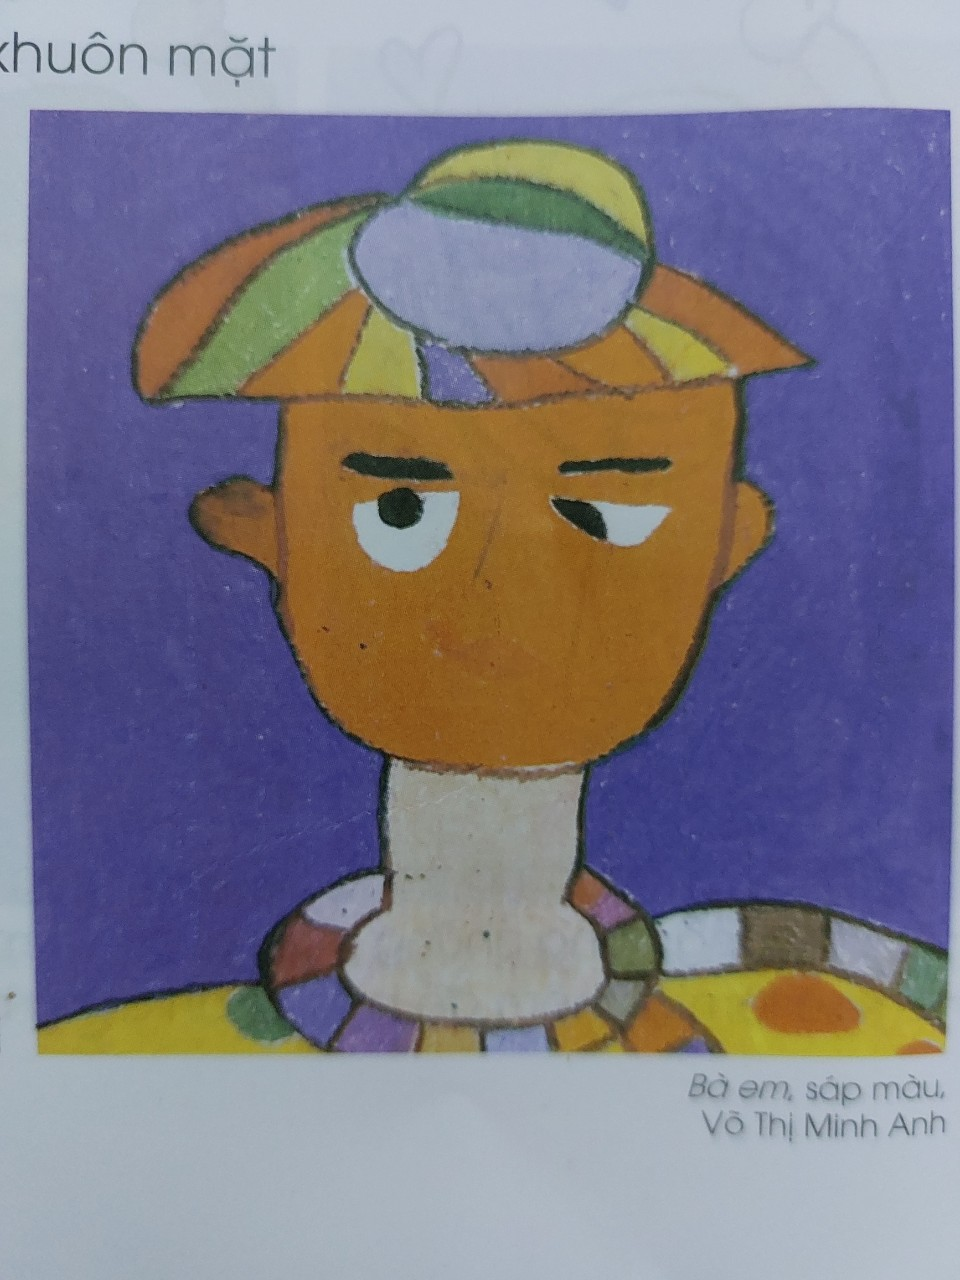 khuôn mặt
Bà em, sáp màu,
Võ Thị Minh Anh